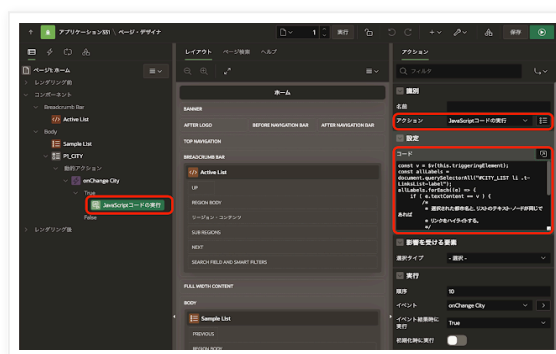 アプリケーション331 \ ページ・デザイナ
1
実行
保存
レイアウト
ページ検索
ヘルプ
アクション
ページ1: ホーム
レンダリング前
コンポーネント
Breadcrumb Bar
Active List
Body
Sample List
P1_CITY
動的アクション
onChange City
True
JavaScriptコードの実行
False
レンダリング後
ホーム
BANNER
AFTER LOGO
BEFORE NAVIGATION BAR
AFTER NAVIGATION BAR
TOP NAVIGATION
BREADCRUMB BAR
Active List
UP
REGION BODY
リージョン・コンテンツ
SUB REGIONS
NEXT
SEARCH FIELD AND SMART FILTERS
FULL WIDTH CONTENT
BODY
Sample List
PREVIOUS
REGION BODY
フィルタ
識別
名前
アクション
JavaScriptコードの実行
設定
コード
const v = $v(this.triggeringElement);
const allLabels =
document.querySelectorAll("#CITY_LIST li .t-
LinksList-label");
allLabels.forEach((e) => {
if ( e.textContent == v ) {
/*
* 選択された都市名と、リストのテキスト・ノードが同じで
あれば
* リンクをハイライトする。
*/
影響を受ける要素
選択タイプ
- 選択 -
実行
順序
10
イベント
onChange City
イベント結果時に
実行
True
初期化時に実行